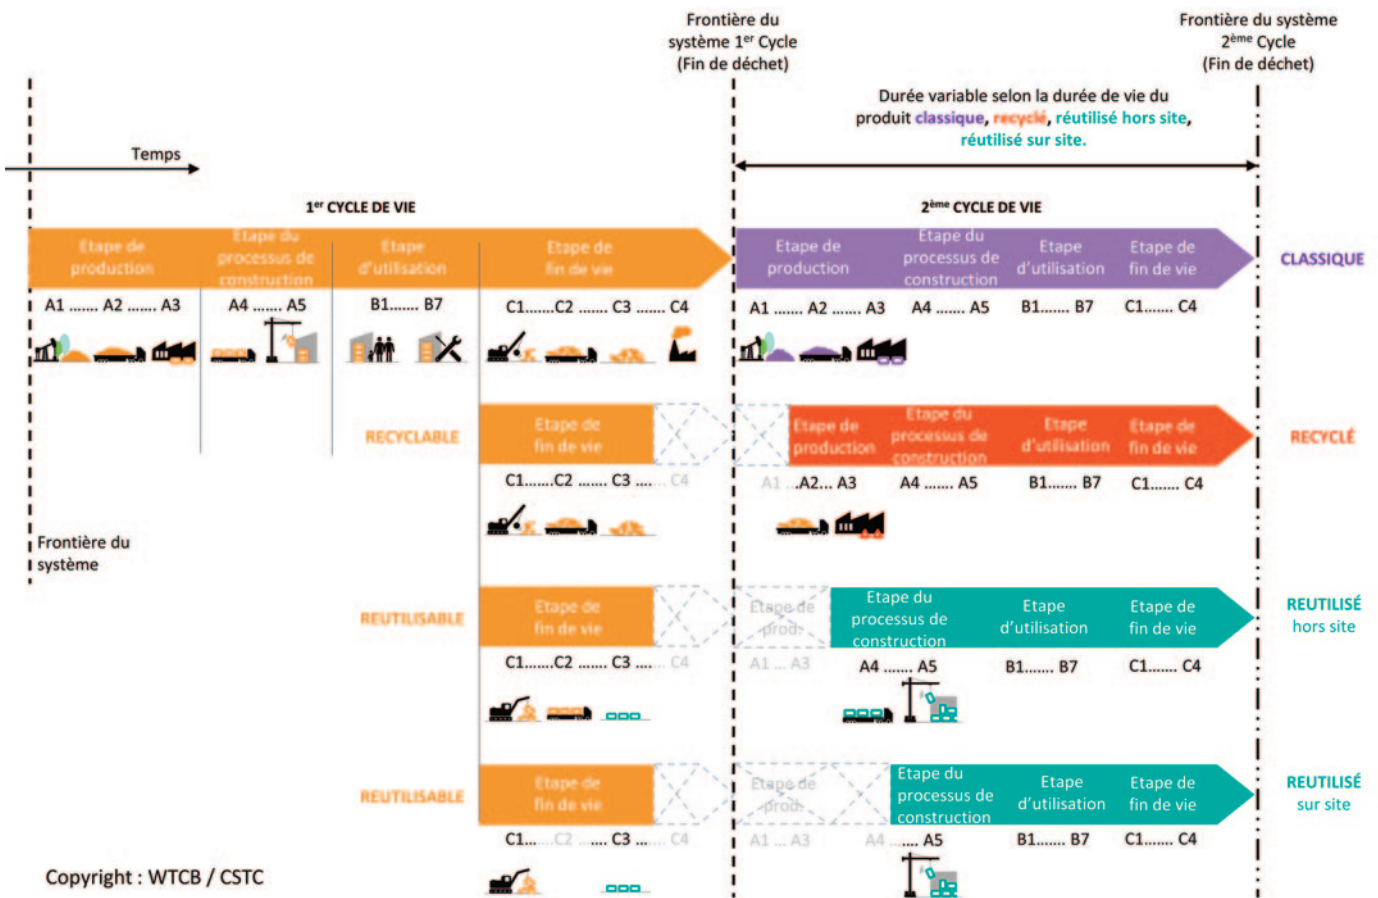 Frontière du
système 1er Cycle
(Fin de déchet)
Frontière du système
2ème Cycle
(Fin de déchet)
Durée variable selon la durée de vie du
produit classique, recyclé, réutilisé hors site,
réutilisé sur site.
Temps
1er CYCLE DE VIE
2ème CYCLE DE VIE
Etape de
production
Etape du
processus de
construction
Etape
d'utilisation
Etape de
fin de vie
Etape de
production
Etape du
processus de
construction
Etape
d'utilisation
Etape de
fin de vie
CLASSIQUE
A1 ....... A2 ....... A3
A4 ....... A5
B1....... B7
C1.......C2 ....... C3 ....... C4
A1 ....... A2 ....... A3
A4 ....... A5
B1....... B7
C1....... C4
RECYCLABLE
Etape de
fin de vie
Etape de
production
Etape du
processus de
construction
Etape
d'utilisation
Etape de
fin de vie
RECYCLÉ
C1.......C2 ....... C3 ....... C4
A1 ...A2... A3
A4 ....... A5
B1....... B7
C1....... C4
Frontière du
système
REUTILISABLE
Etape de
fin de vie
Etape de
prod.
Etape du
processus de
construction
Etape
d'utilisation
Etape de
fin de vie
REUTILISÉ
hors site
C1.......C2 ....... C3 ....... C4
A1 ... A3
A4 ....... A5
B1....... B7
C1....... C4
REUTILISABLE
Etape de
fin de vie
Etape de
prod.
Etape du
processus de
construction
Etape
d'utilisation
Etape de
fin de vie
REUTILISÉ
sur site
C1....C2 ....... C3 ....... C4
A1 ... A3
A4 ....... A5
B1....... B7
C1....... C4
Copyright : WTCB / CSTC